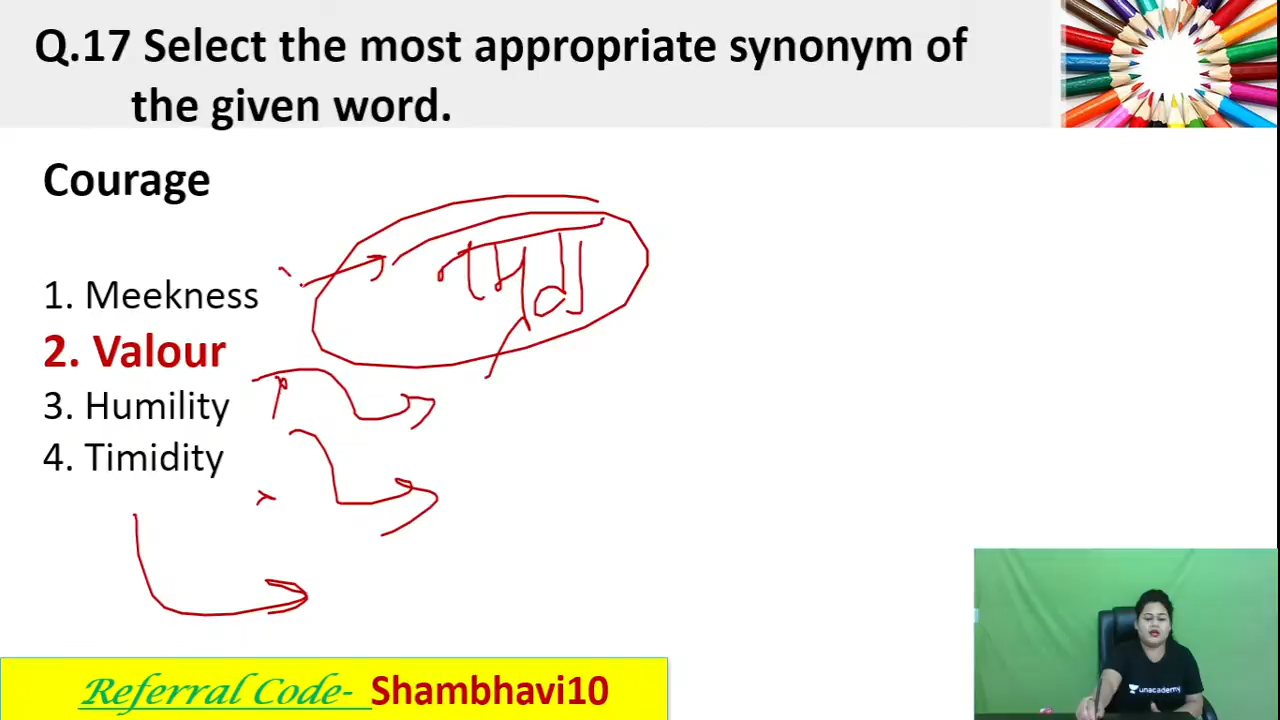 Q.17 Select the most appropriate synonym of
the given word.
Courage
1. Meekness
2. Valour
3. Humility
4. Timidity
Referral Code- Shambhavi10
unacademy